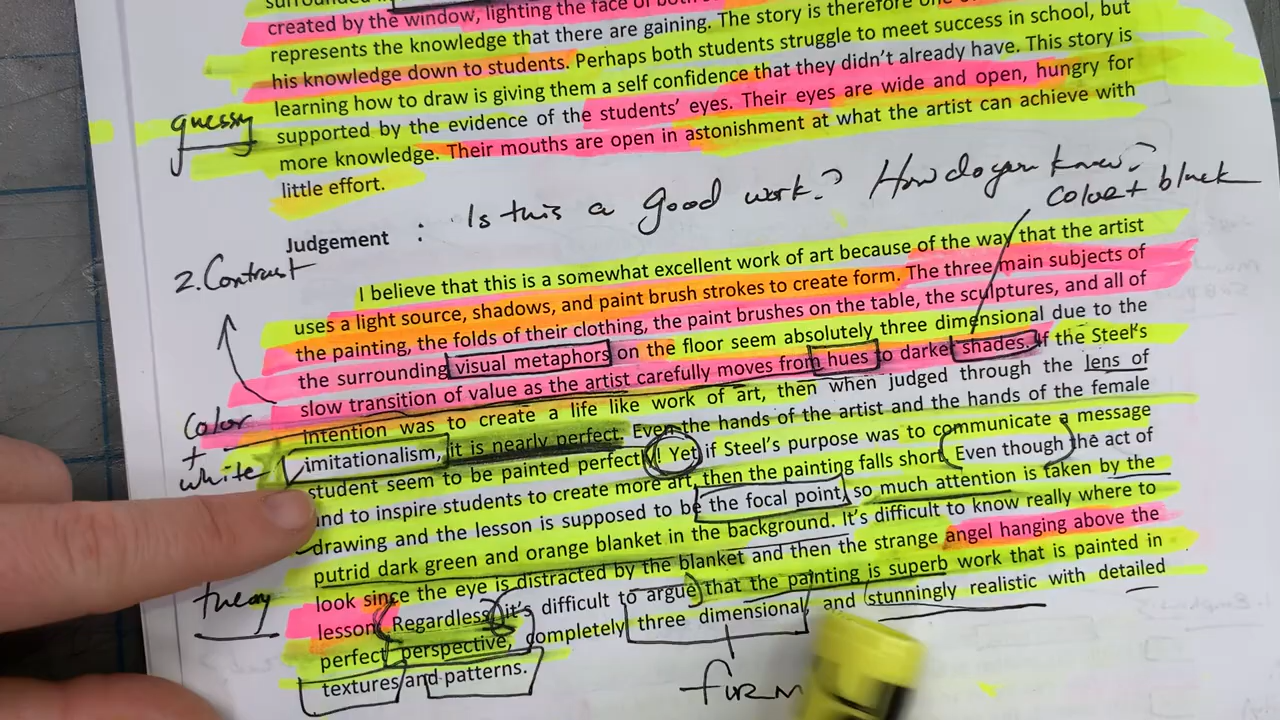 created by the window, lighting the face of both
represents the knowledge that there are gaining. The story is therefore
his knowledge down to students. Perhaps both students struggle to meet success in school, but
learning how to draw is giving them a self confidence that they didn't already have. This story is
guessy
supported by the evidence of the students' eyes. Their eyes are wide and open, hungry for
more knowledge. Their mouths are open in astonishment at what the artist can achieve with
little effort.
Judgement : Is this a good work? How do you know?
color + black
2. Contrast
I believe that this is a somewhat excellent work of art because of the way that the artist
uses a light source, shadows, and paint brush strokes to create form. The three main subjects of
the painting, the folds of their clothing, the paint brushes on the table, the sculptures, and all of
the surrounding visual metaphors on the floor seem absolutely three dimensional due to the
slow transition of value as the artist carefully moves from hues to darker shades. If the Steel's
color
+
white
intention was to create a life like work of art, then when judged through the lens of
imitationalism, it is nearly perfect. Even the hands of the artist and the hands of the female
student seem to be painted perfectly! Yet if Steel's purpose was to communicate a message
and to inspire students to create more art, then the painting falls short. Even though the act of
drawing and the lesson is supposed to be the focal point, so much attention is taken by the
putrid dark green and orange blanket in the background. It's difficult to know really where to
look since the eye is distracted by the blanket and then the strange angel hanging above the
theory
lesson. Regardless, it's difficult to argue that the painting is superb work that is painted in
perfect perspective, completely three dimensional, and stunningly realistic with detailed
textures and patterns.
form